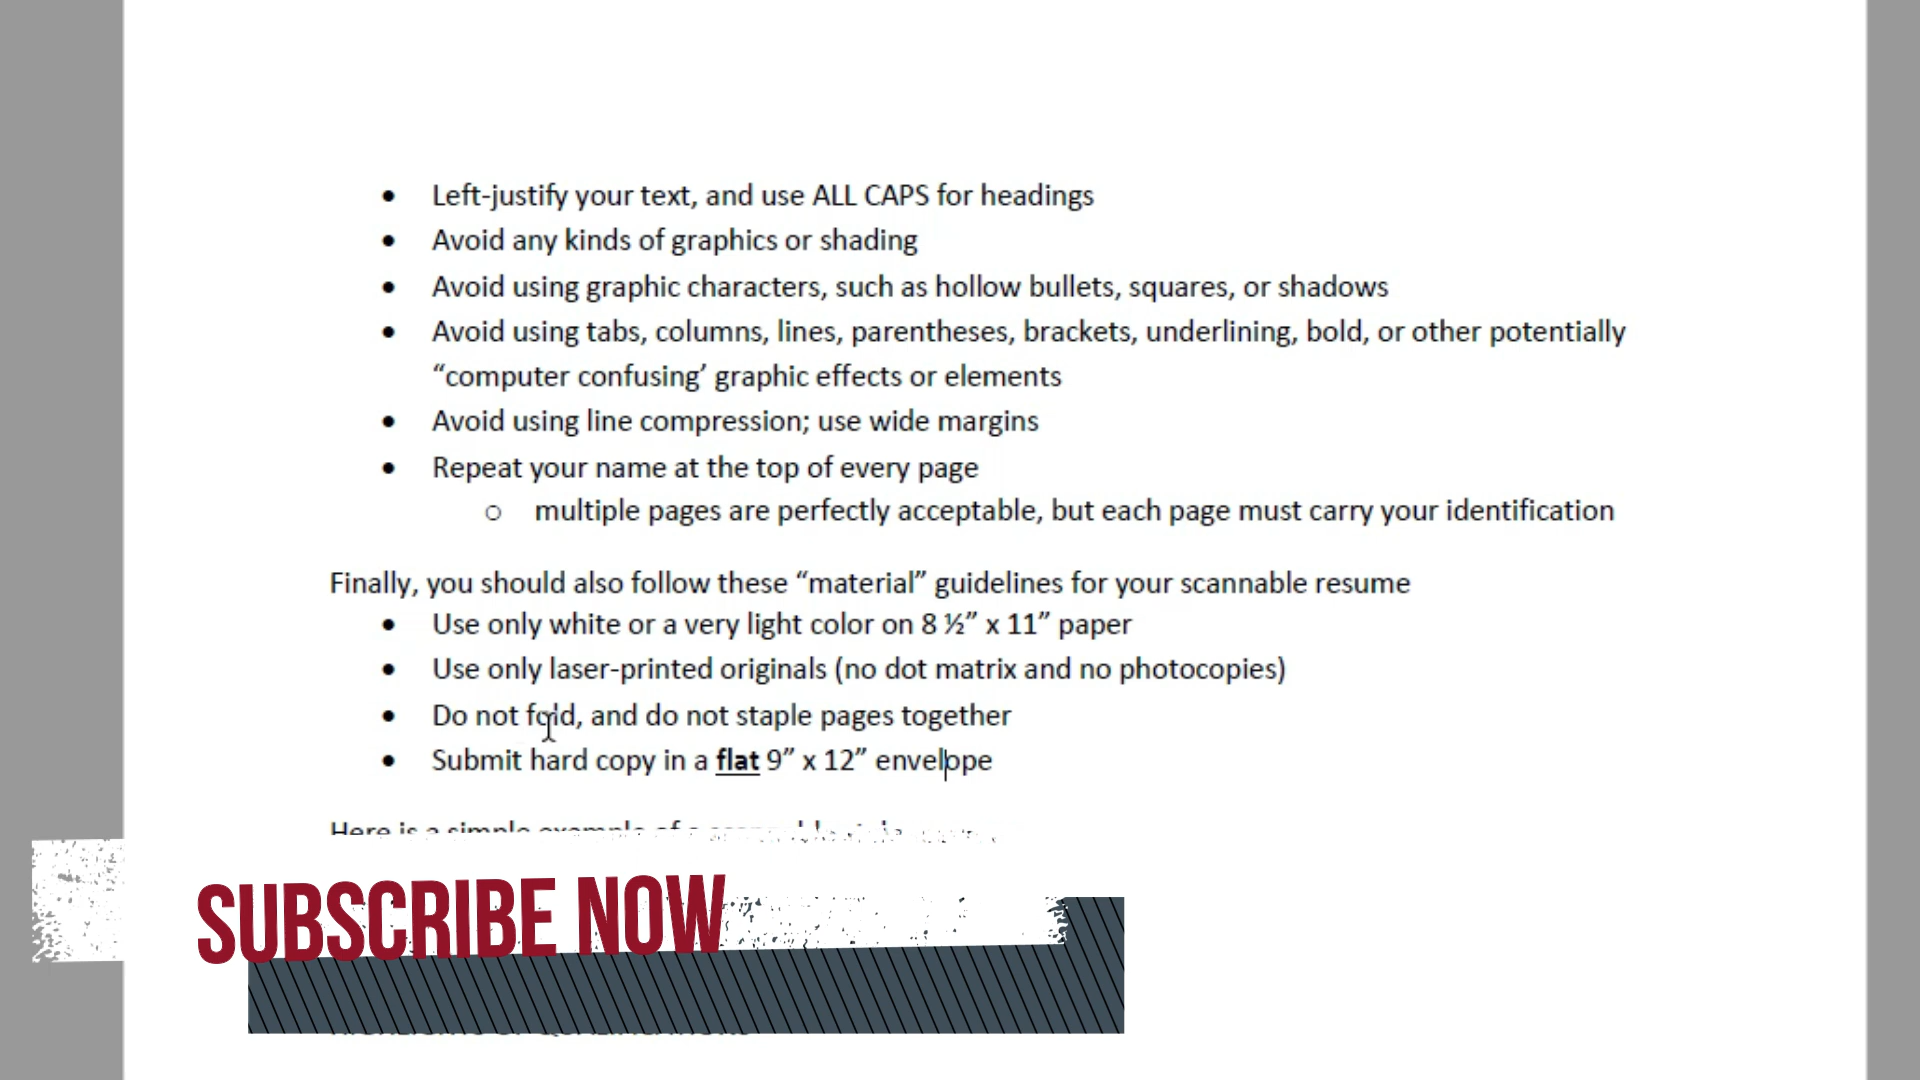 • Left-justify your text, and use ALL CAPS for headings
• Avoid any kinds of graphics or shading
• Avoid using graphic characters, such as hollow bullets, squares, or shadows
• Avoid using tabs, columns, lines, parentheses, brackets, underlining, bold, or other potentially
“computer confusing’ graphic effects or elements
• Avoid using line compression; use wide margins
• Repeat your name at the top of every page
o multiple pages are perfectly acceptable, but each page must carry your identification
Finally, you should also follow these “material” guidelines for your scannable resume
• Use only white or a very light color on 8 ½” x 11” paper
• Use only laser-printed originals (no dot matrix and no photocopies)
• Do not fold, and do not staple pages together
• Submit hard copy in a flat 9” x 12” envelope
Here is a simple example of a
SUBSCRIBE NOW